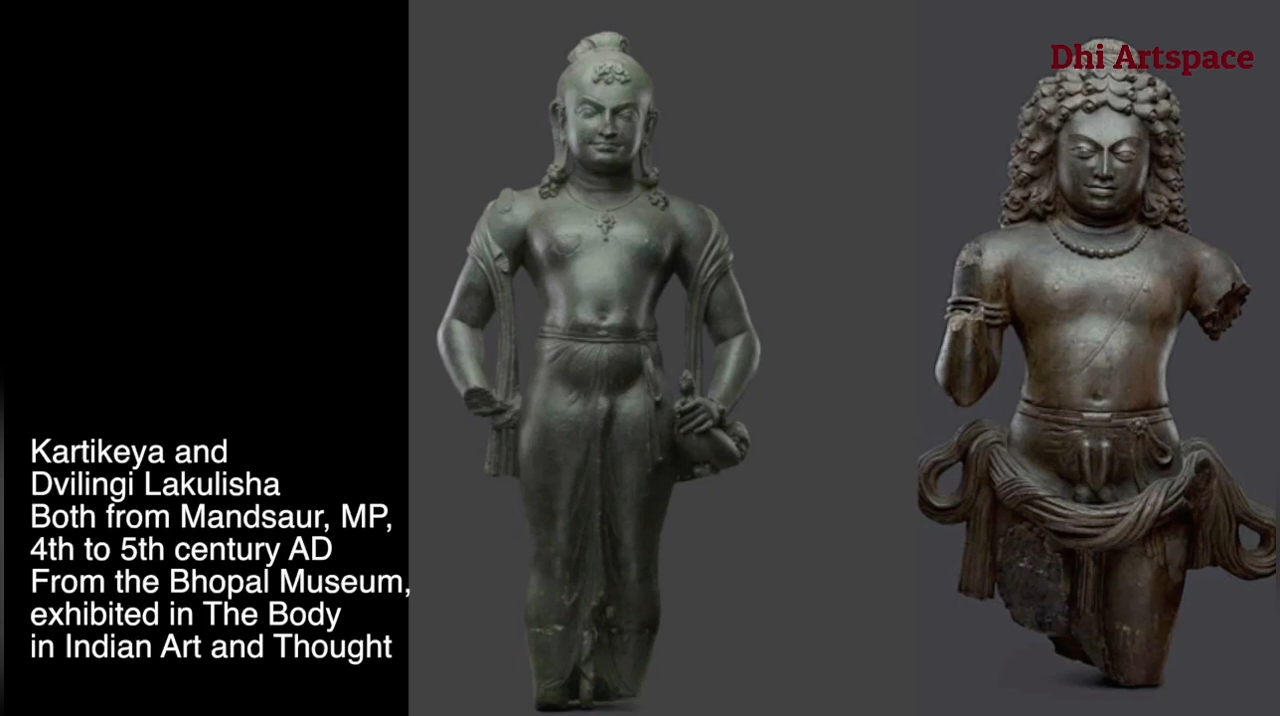 Dhi Artspace
Kartikeya and
Dvilingi Lakulisha
Both from Mandsaur, MP,
4th to 5th century AD
From the Bhopal Museum,
exhibited in The Body
in Indian Art and Thought